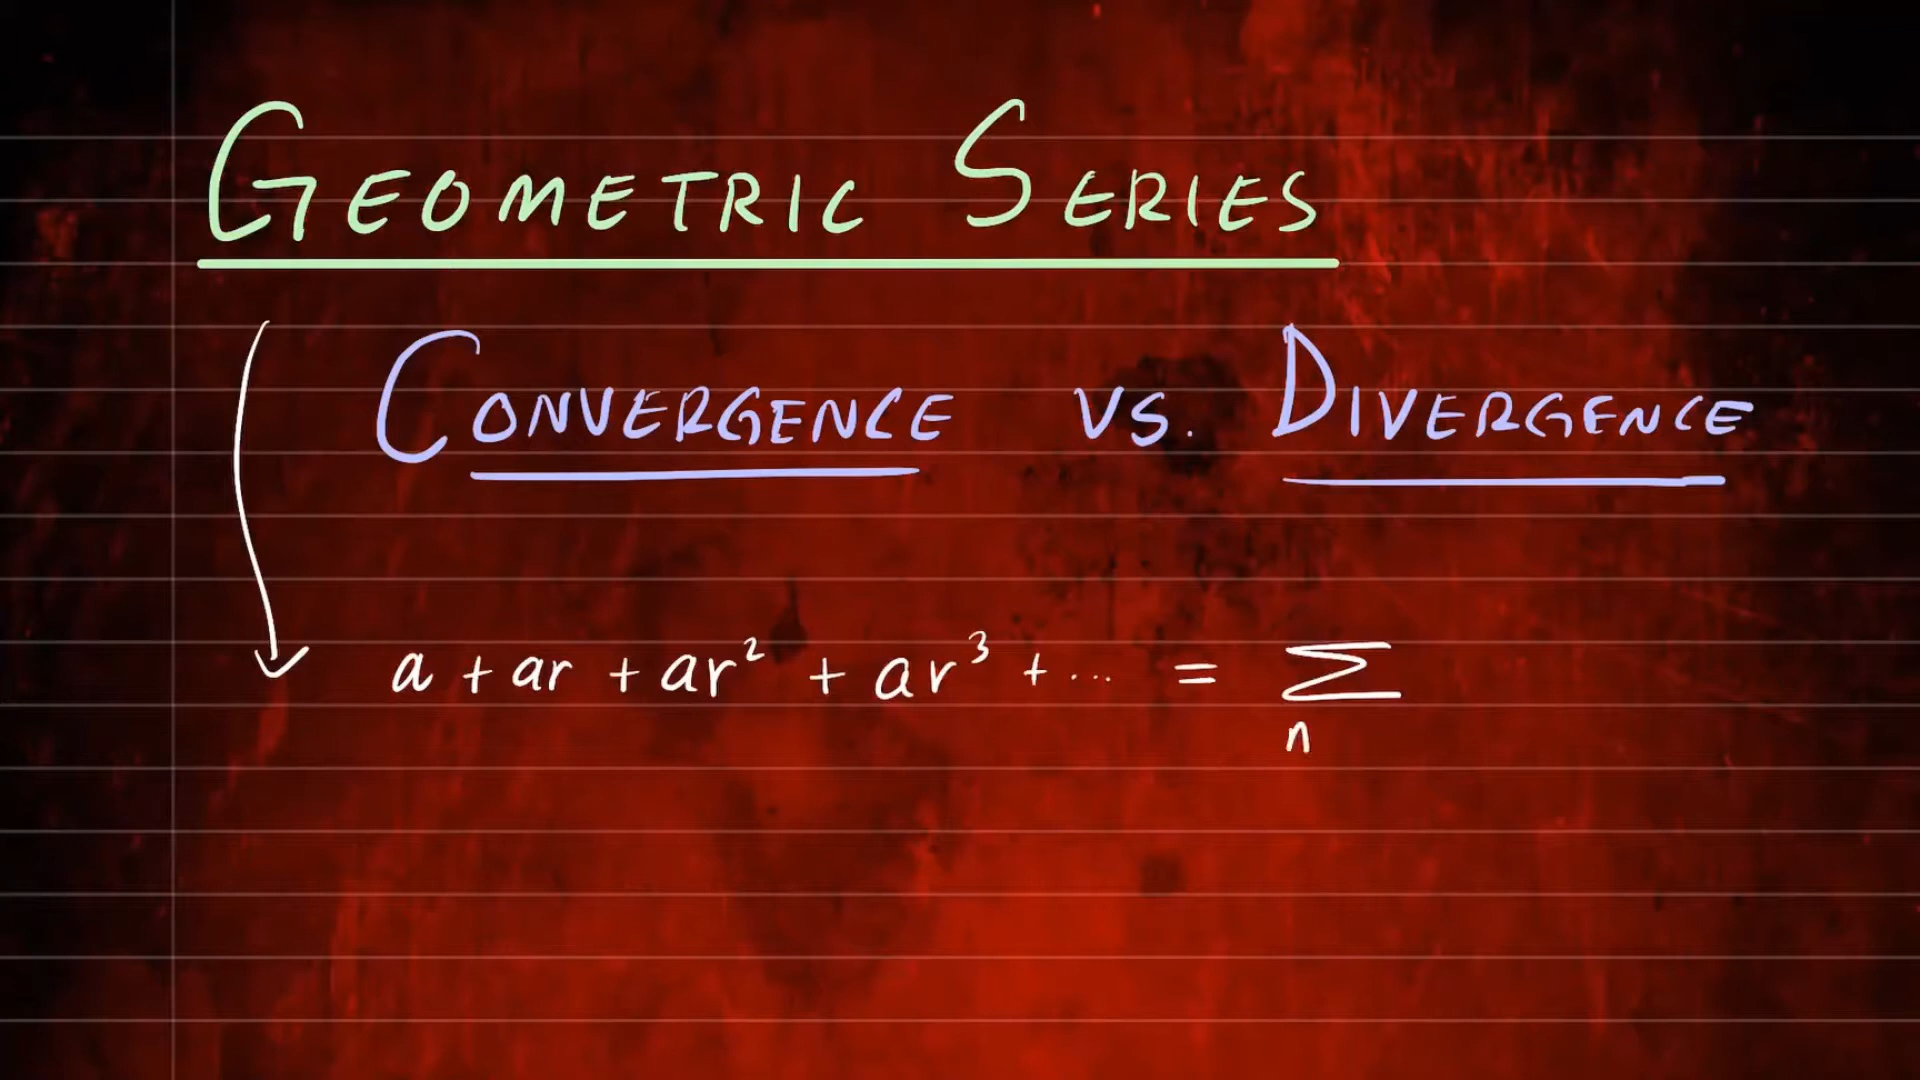 GEOMETRIC SERIES
CONVERGENCE VS. DIVERGENCE
a + ar + ar² + ar³ + ... = Σ
n